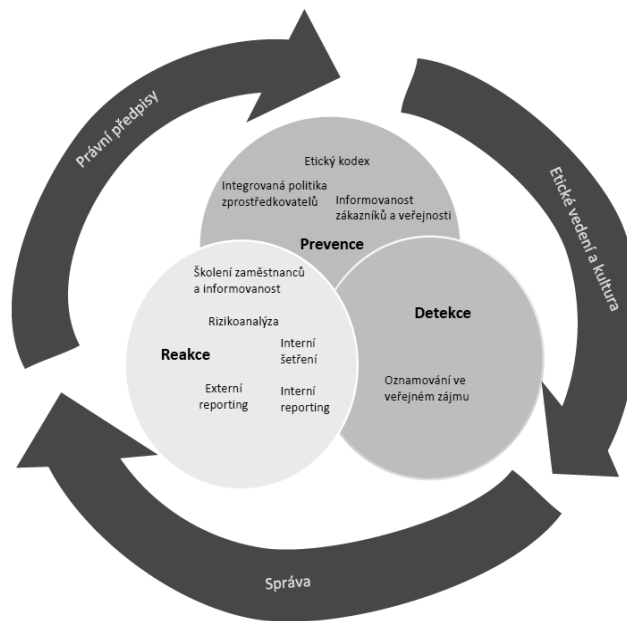 Právní předpisy
Etické vedení a kultura
Etický kodex
Integrovaná politika
zprostředkovatelů
Informovanost
zákazníků a veřejnosti
Prevence
Školení zaměstnanců
a informovanost
Rizikoanalýza
Reakce
Interní
šetření
Externí
reporting
Interní
reporting
Detekce
Oznamování ve
veřejném zájmu
Správa